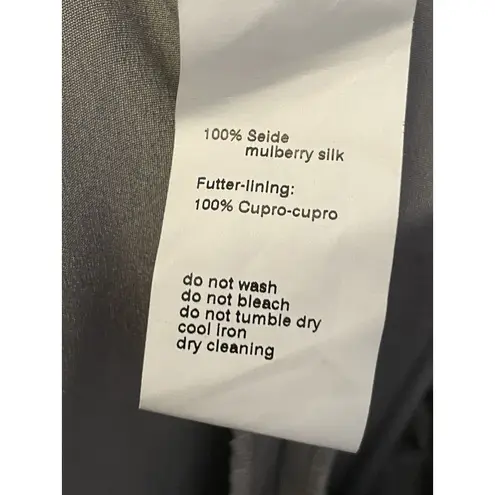 100% Seide
mulberry silk
Futter-lining:
100% Cupro-cupro
do not wash
do not bleach
do not tumble dry
cool iron
dry cleaning